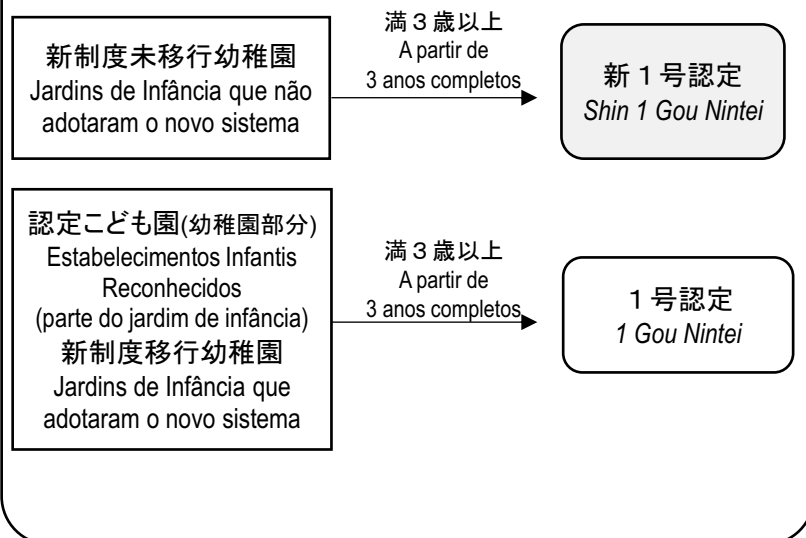 新制度未移行幼稚園
Jardins de Infância que não
adotaram o novo sistema
満３歳以上
A partir de
3 anos completos
新１号認定
Shin 1 Gou Nintei
認定こども園(幼稚園部分)
Estabelecimentos Infantis
Reconhecidos
(parte do jardim de infância)
新制度移行幼稚園
Jardins de Infância que
adotaram o novo sistema
満３歳以上
A partir de
3 anos completos
１号認定
1 Gou Nintei